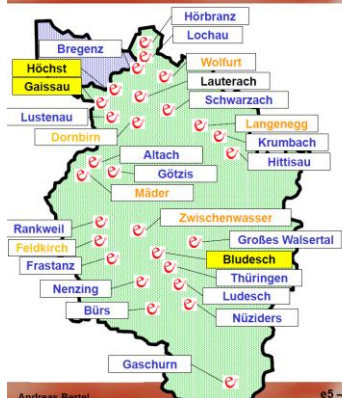 Hörbranz
Lochau
Bregenz
Wolfurt
Höchst
Lauterach
Gaissau
Schwarzach
Lustenau
Langenegg
Dornbirn
Krumbach
Hittisau
Altach
Götzis
Mäder
Zwischenwasser
Rankweil
Großes Walsertal
Feldkirch
Bludesch
Frastanz
Thüringen
Nenzing
Ludesch
Bürs
Nüziders
Gaschurn
Andreas Bertel
e5 –